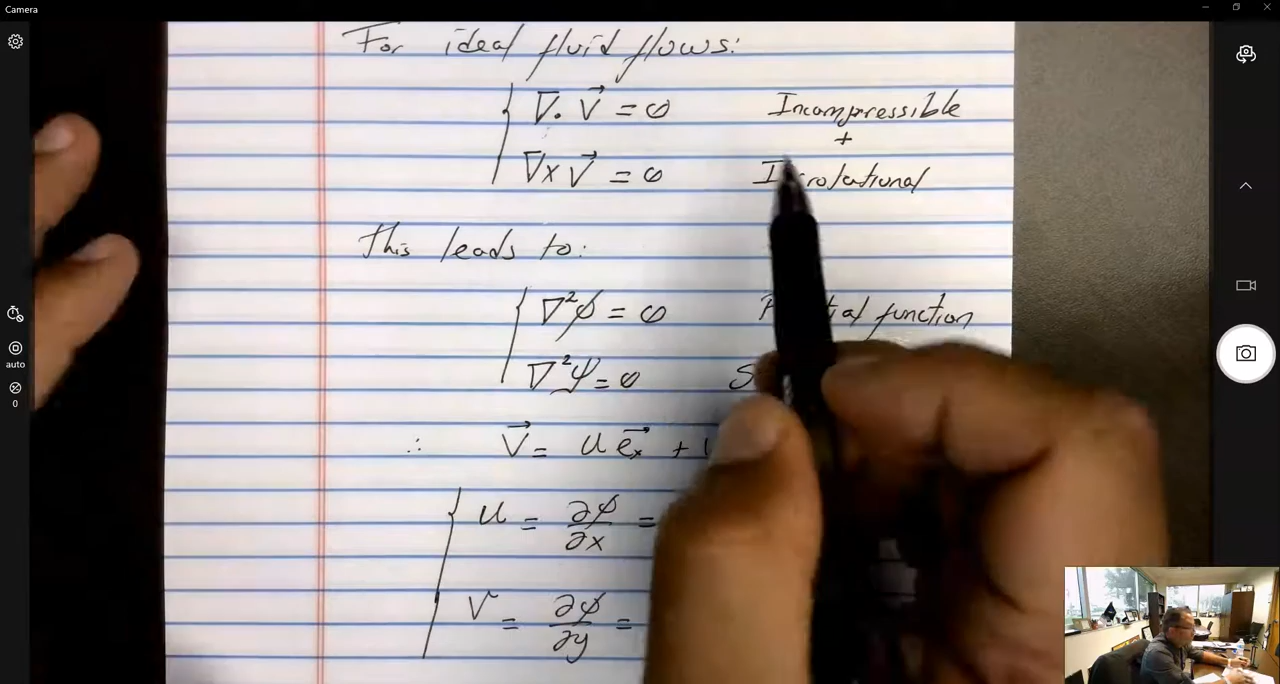 Camera
For ideal fluid flows:
∇· V⃗ = 0 Incompressible
+
∇x V⃗ = 0 Irrotational
This leads to:
∇²φ = 0 function
∇²ψ = 0
∴ V⃗ = u e⃗x +
u = ∂φ/∂x =
v = ∂φ/∂y =
auto
0